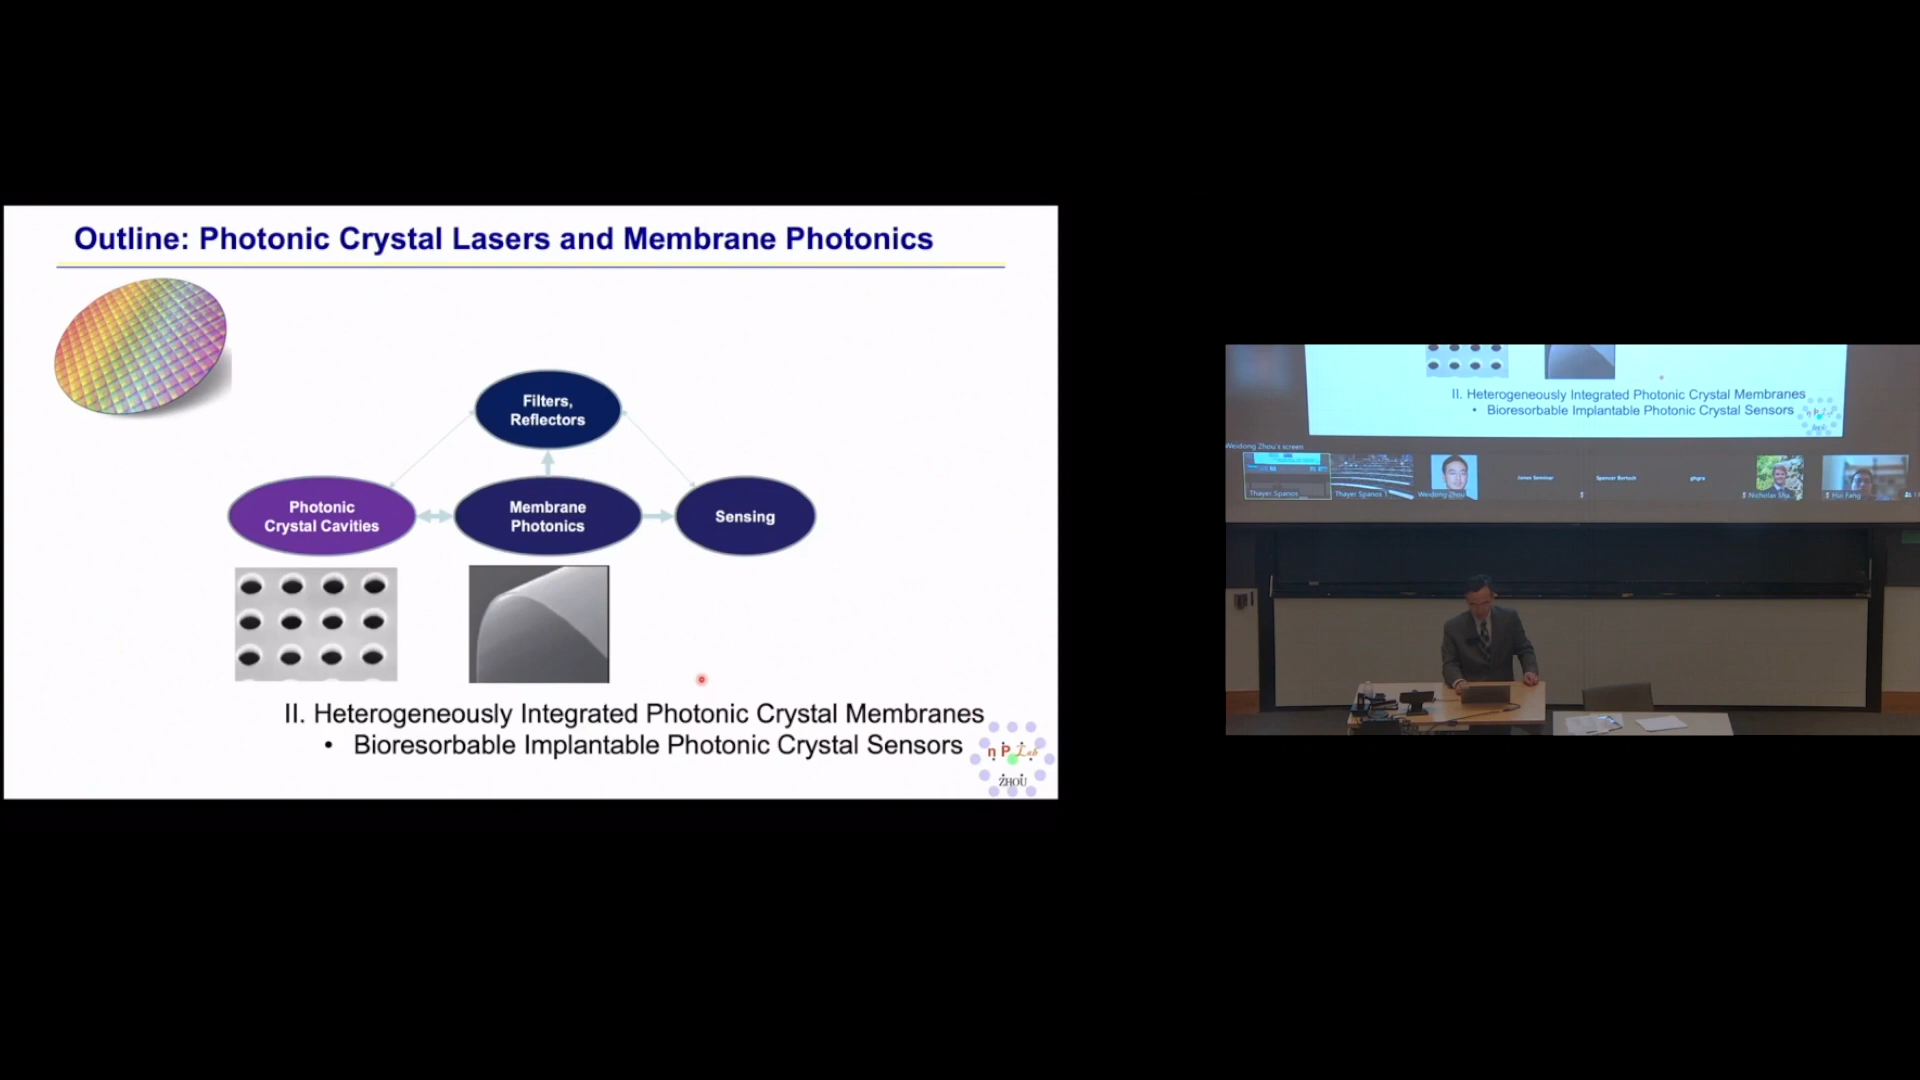 Outline: Photonic Crystal Lasers and Membrane Photonics
Filters,
Reflectors
Photonic
Crystal Cavities
Membrane
Photonics
Sensing
II. Heterogeneously Integrated Photonic Crystal Membranes
• Bioresorbable Implantable Photonic Crystal Sensors
n P Lab
ZHOU
II. Heterogeneously Integrated Photonic Crystal Membranes
• Bioresorbable Implantable Photonic Crystal Sensors
Weidong Zhou's screen
Thayer Spanos
Thayer Spanos
Weidong Zhou
Jones Seminar
Spencer Bertsch
Nicholas Sha
Hui Fang